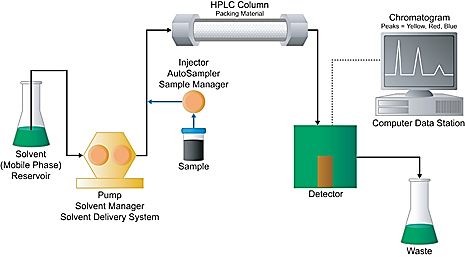 HPLC Column
Packing Material
Chromatogram
Peaks = Yellow, Red, Blue
Injector
AutoSampler
Sample Manager
Computer Data Station
Solvent
(Mobile Phase)
Reservoir
Sample
Pump
Solvent Manager
Solvent Delivery System
Detector
Waste